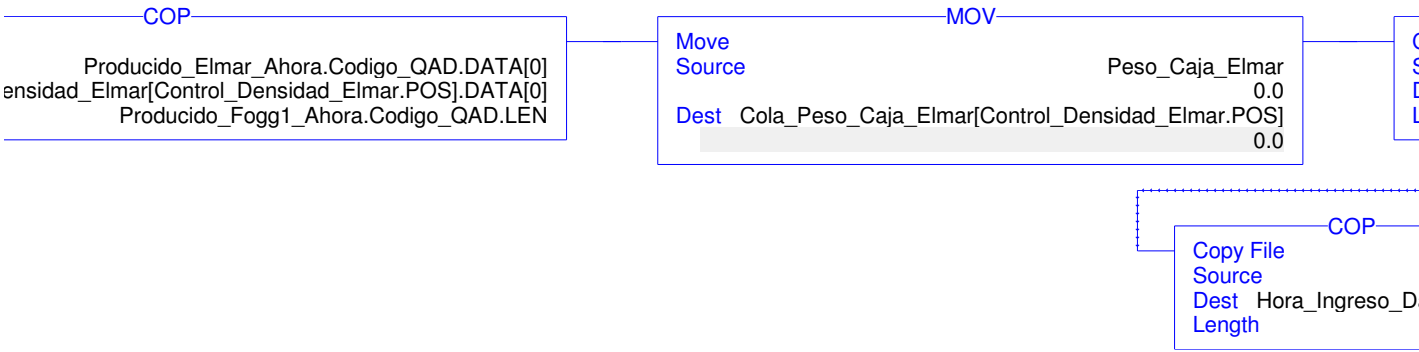 COP
Producido_Elmar_Ahora.Codigo_QAD.DATA[0]
ensidad_Elmar[Control_Densidad_Elmar.POS].DATA[0]
Producido_Fogg1_Ahora.Codigo_QAD.LEN
MOV
Move
Source Peso_Caja_Elmar
0.0
Dest Cola_Peso_Caja_Elmar[Control_Densidad_Elmar.POS]
0.0
COP
Copy File
Source
Dest Hora_Ingreso_Da
Length